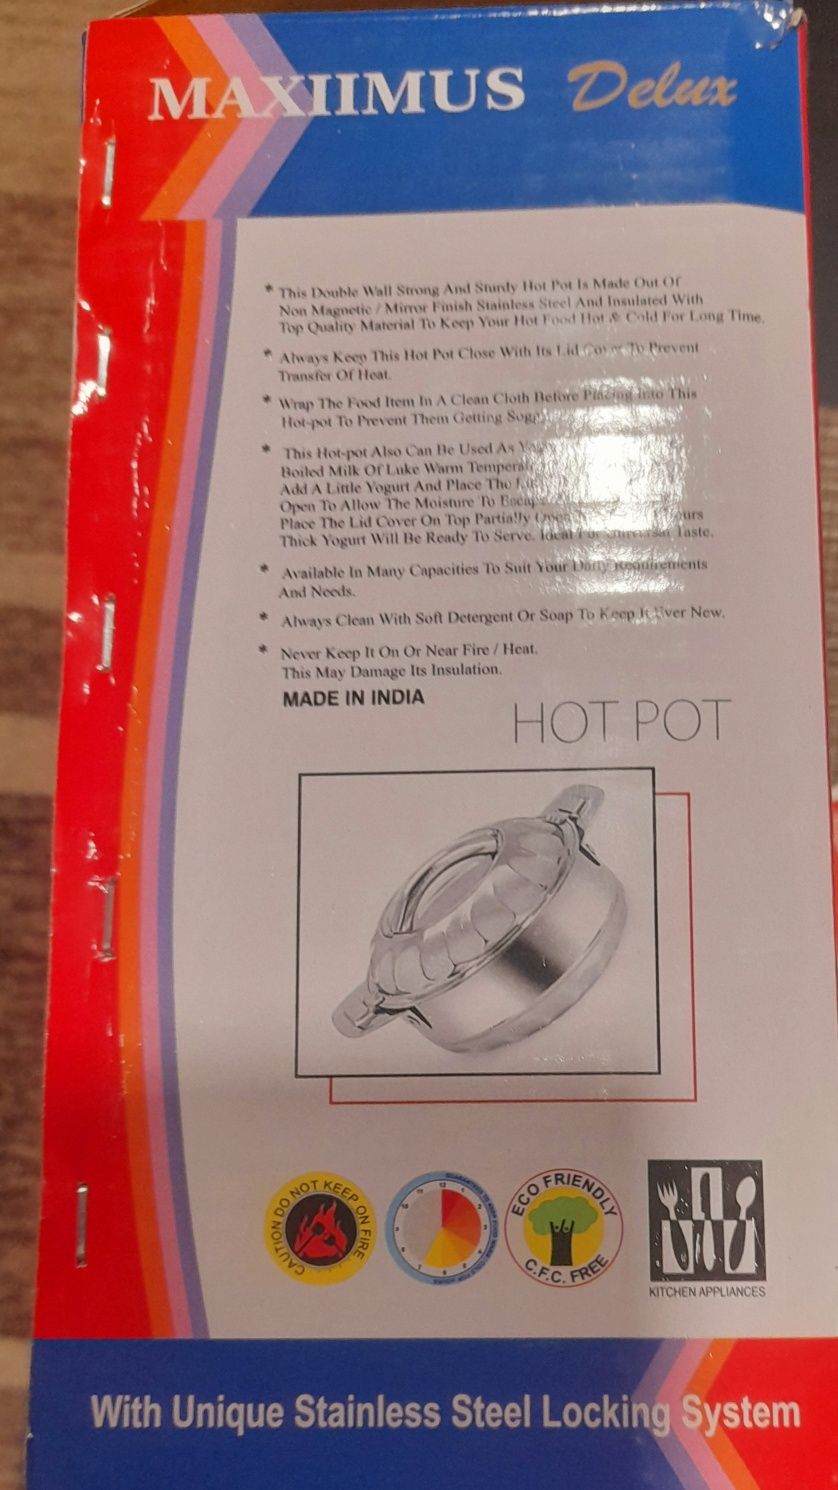 MAXIIMUS Delux
* This Double Wall Strong And Sturdy Hot Pot Is Made Out Of
Non Magnetic / Mirror Finish Stainless Steel And Insulated With
Top Quality Material To Keep Your Hot Food Hot & Cold For Long Time.
* Always Keep This Hot Pot Close With Its Lid Cover To Prevent
Transfer Of Heat.
* Wrap The Food Item In A Clean Cloth Before Placing Into This
Hot-pot To Prevent Them Getting
* This Hot-pot Also Can Be Used As
Boiled Milk Of Luke Warm
Add A Little Yogurt And Place The
Open To Allow The Moisture To
Place The Lid Cover On Top Partially
Thick Yogurt Will Be Ready To Serve. Ideal For Universal Taste.
* Available In Many Capacities To Suit Your Daily Requirements
And Needs.
* Always Clean With Soft Detergent Or Soap To Keep It Ever New.
* Never Keep It On Or Near Fire / Heat.
This May Damage Its Insulation.
MADE IN INDIA
HOT POT
CAUTION DO NOT KEEP ON FIRE
ECO FRIENDLY
C.F.C. FREE
KITCHEN APPLIANCES
With Unique Stainless Steel Locking System